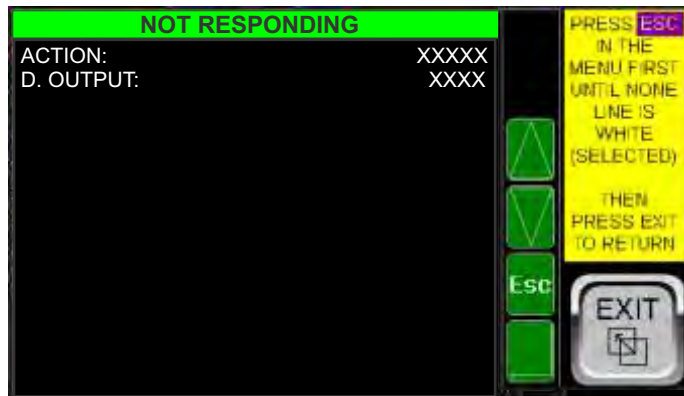 NOT RESPONDING
ACTION: XXXXX
D. OUTPUT: XXXX
Esc
PRESS ESC
IN THE
MENU FIRST
UNTIL NONE
LINE IS
WHITE
(SELECTED)
THEN
PRESS EXIT
TO RETURN
EXIT